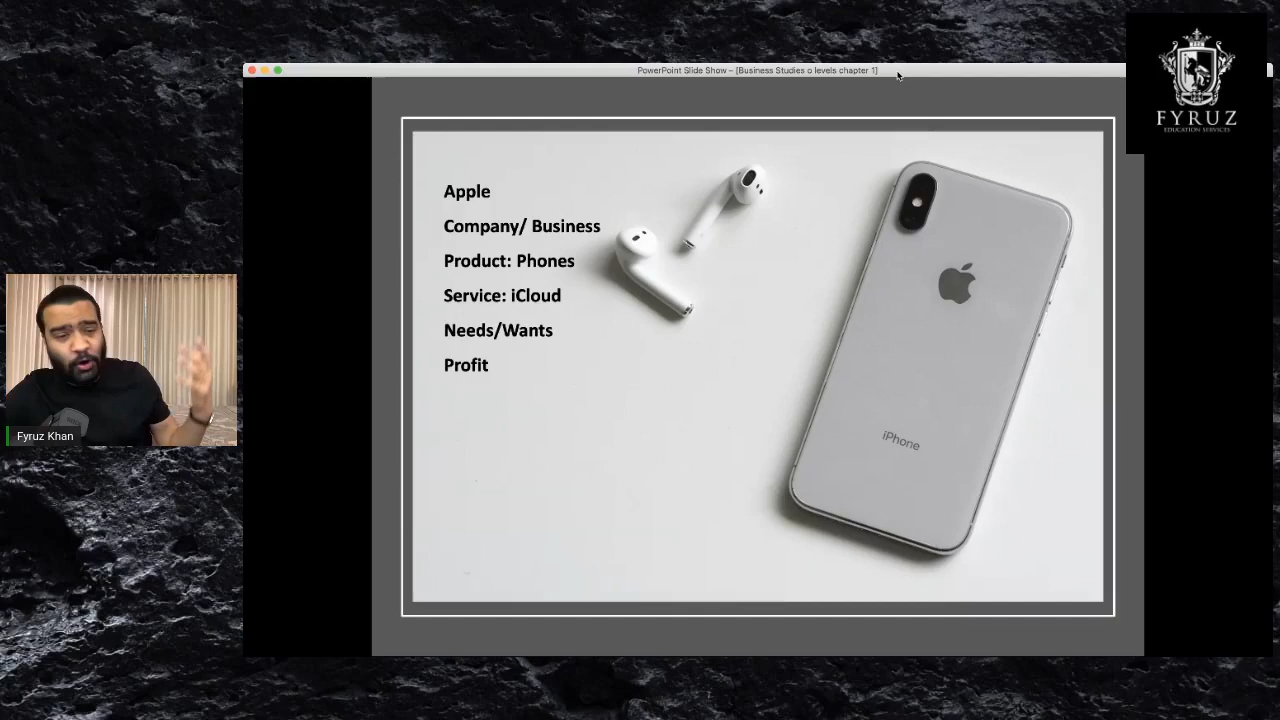 PowerPoint Slide Show – [Business Studies o levels chapter 1]
FYRUZ
EDUCATION SERVICES
Apple
Company/ Business
Product: Phones
Service: iCloud
Needs/Wants
Profit
iPhone
Fyruz Khan